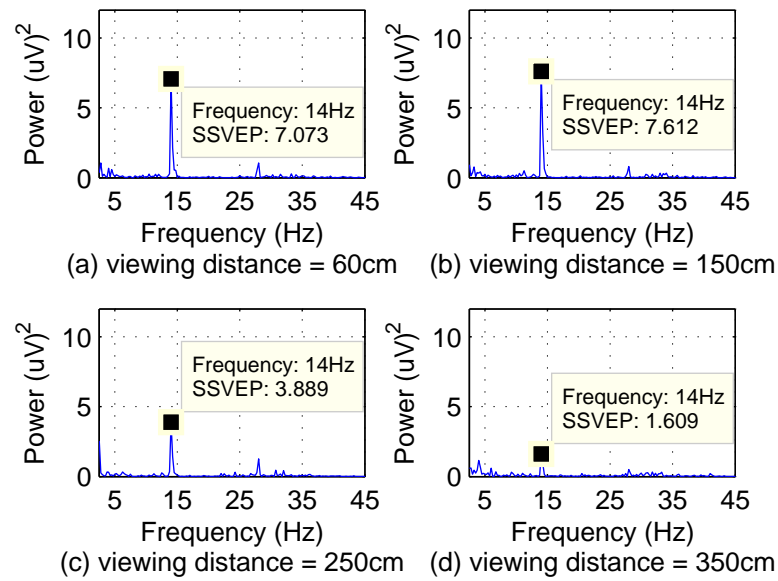 10
5
0
Power (uV)²
Frequency: 14Hz
SSVEP: 7.073
5 15 25 35 45
Frequency (Hz)
(a) viewing distance = 60cm
10
5
0
Power (uV)²
Frequency: 14Hz
SSVEP: 7.612
5 15 25 35 45
Frequency (Hz)
(b) viewing distance = 150cm
10
5
0
Power (uV)²
Frequency: 14Hz
SSVEP: 3.889
5 15 25 35 45
Frequency (Hz)
(c) viewing distance = 250cm
10
5
0
Power (uV)²
Frequency: 14Hz
SSVEP: 1.609
5 15 25 35 45
Frequency (Hz)
(d) viewing distance = 350cm